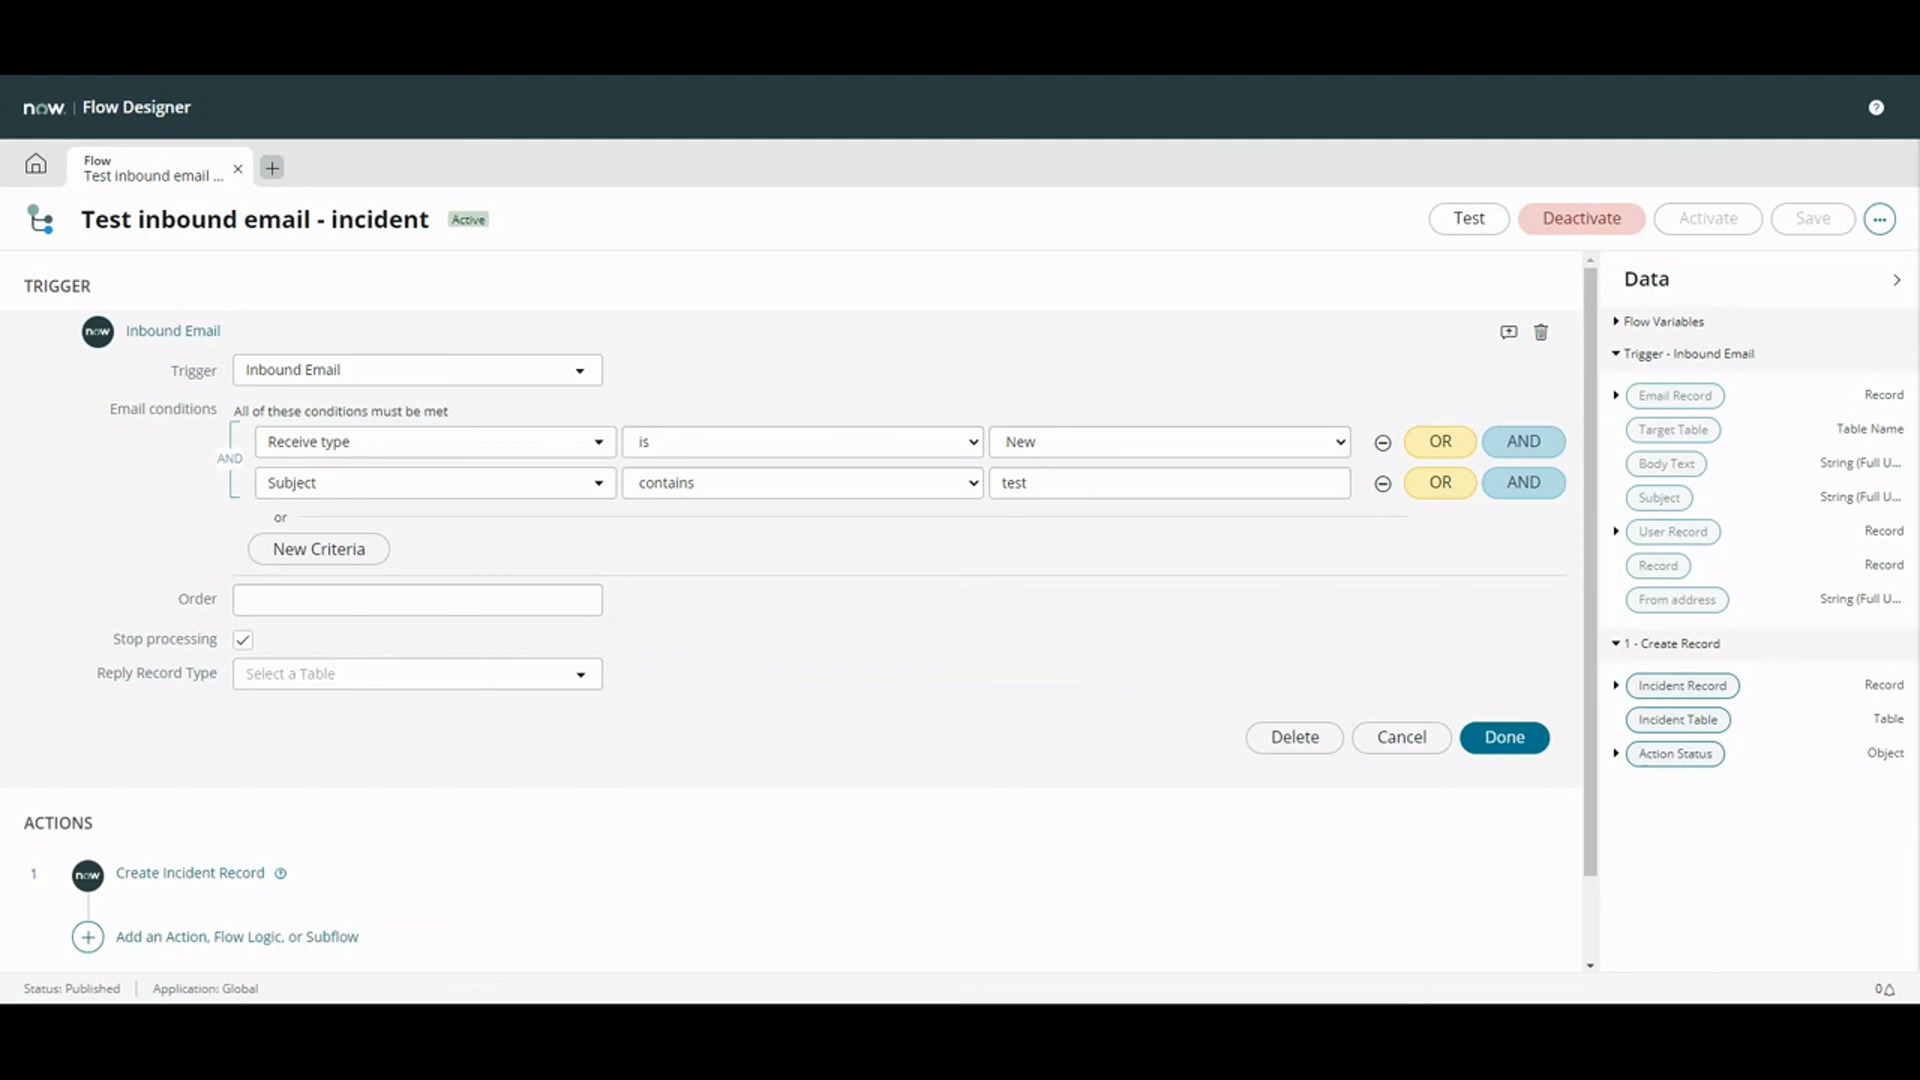 now. | Flow Designer
?
Flow
Test inbound email ...
Test inbound email - incident
Active
Test
Deactivate
Activate
Save
TRIGGER
now
Inbound Email
Trigger
Inbound Email
Email conditions
All of these conditions must be met
AND
Receive type
is
New
OR
AND
Subject
contains
test
OR
AND
or
New Criteria
Order
Stop processing
Reply Record Type
Select a Table
Delete
Cancel
Done
ACTIONS
1
now
Create Incident Record
Add an Action, Flow Logic, or Subflow
Data
Flow Variables
Trigger - Inbound Email
Email Record
Record
Target Table
Table Name
Body Text
String (Full U...
Subject
String (Full U...
User Record
Record
Record
Record
From address
String (Full U...
1 - Create Record
Incident Record
Record
Incident Table
Table
Action Status
Object
Status: Published | Application: Global
0